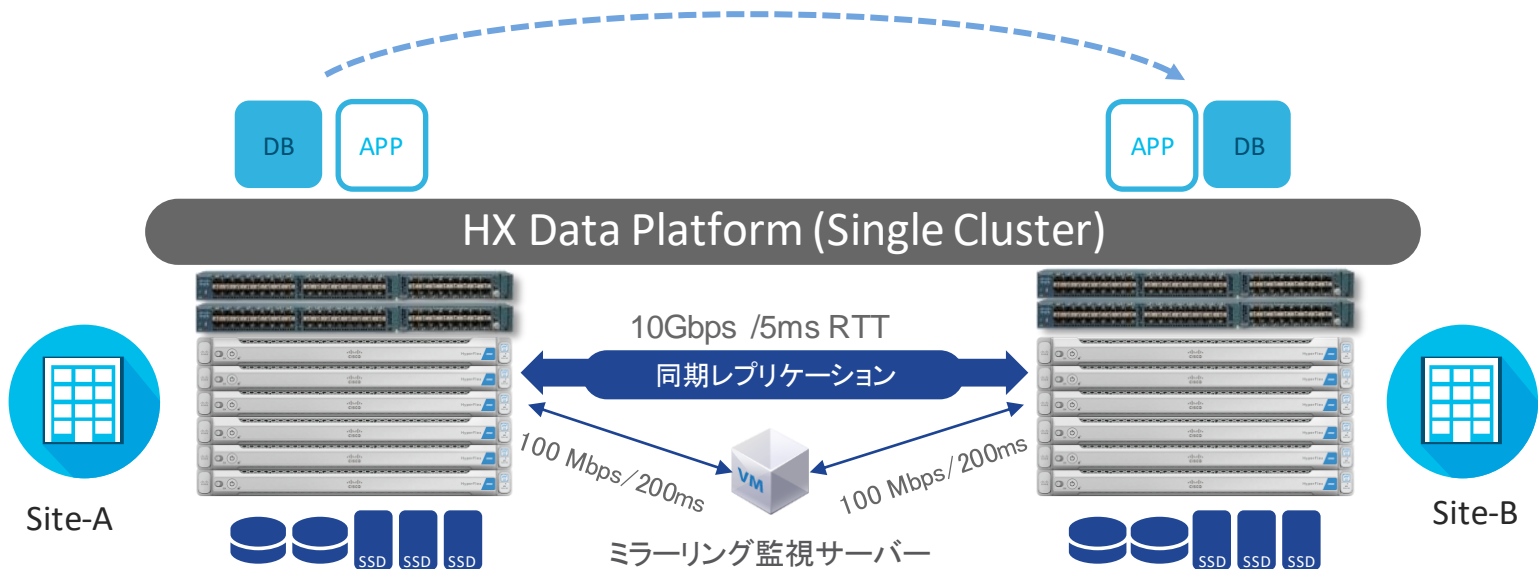 DB
APP
APP
DB
HX Data Platform (Single Cluster)
10Gbps /5ms RTT
同期レプリケーション
100 Mbps/200ms
100 Mbps/200ms
VM
Site-A
Site-B
ミラーリング監視サーバー
SSD SSD SSD
SSD SSD SSD